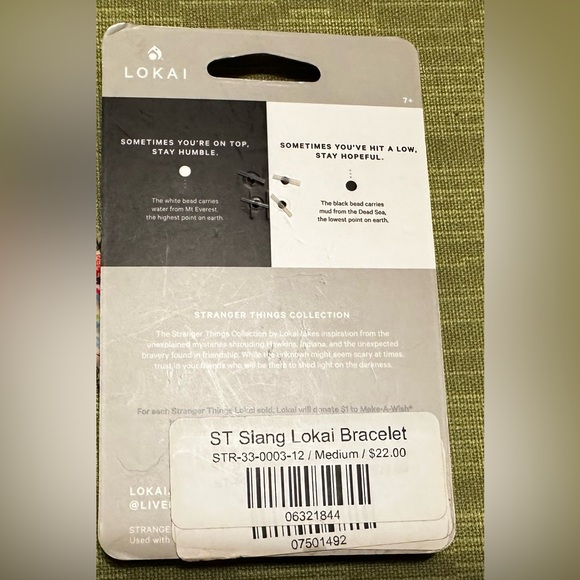 LOKAI
7+
SOMETIMES YOU'RE ON TOP,
STAY HUMBLE.
The white bead carries
water from Mt Everest,
the highest point on earth.
SOMETIMES YOU'VE HIT A LOW,
STAY HOPEFUL.
The black bead carries
mud from the Dead Sea,
the lowest point on earth.
STRANGER THINGS COLLECTION
The Stranger Things Collection by Lokai takes inspiration from the
unexplained mysteries shrouding Hawkins, Indiana, and the unexpected
bravery found in friendship. While the unknown might seem scary at times,
trust in your friends who will be there to shed light on the darkness.
For each Stranger Things Lokai sold, Lokai will donate $1 to Make-A-Wish®
ST Slang Lokai Bracelet
STR-33-0003-12 / Medium / $22.00
06321844
07501492
LOKAI.
@LIVE
STRANGE
Used with